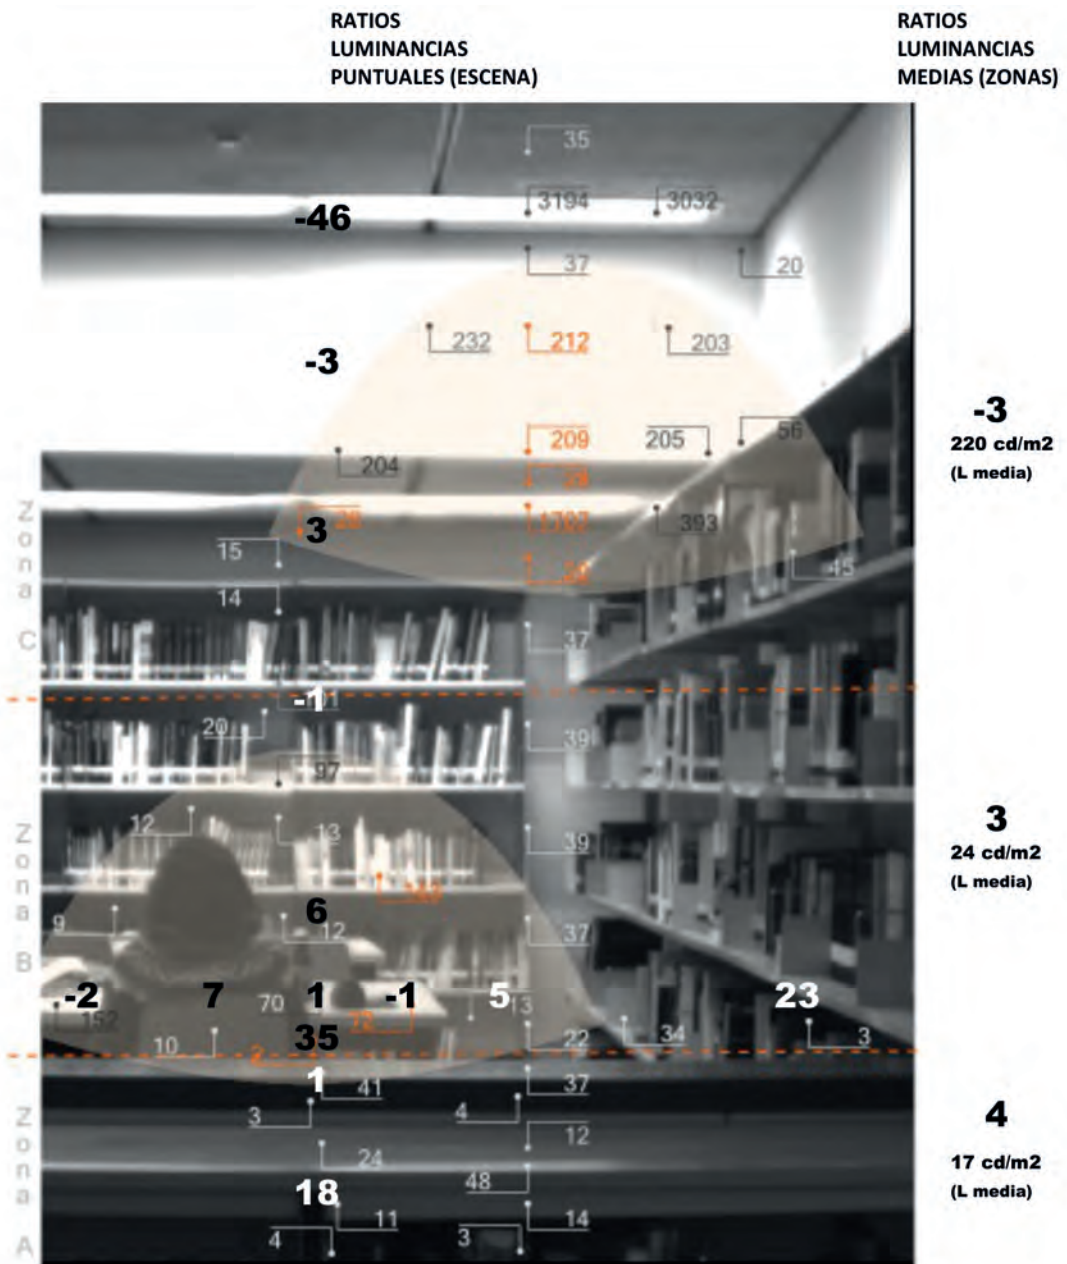 RATIOS
LUMINANCIAS
PUNTUALES (ESCENA)
RATIOS
LUMINANCIAS
MEDIAS (ZONAS)
35
3194 3032
-46
37 20
232 212 203
-3
-3
220 cd/m2
(L media)
209 205 56
204
393
3
15
45
14
37
Zona C
-1
20 39
97
12 13
39
3
24 cd/m2
(L media)
9 6
12 37
Zona B
-2 7 70 1 -1 5 13 23
152 72
10 35 22 34 3
2
1 41 37
3 4
12
4
17 cd/m2
(L media)
24
48
18
11 14
4 3
Zona A